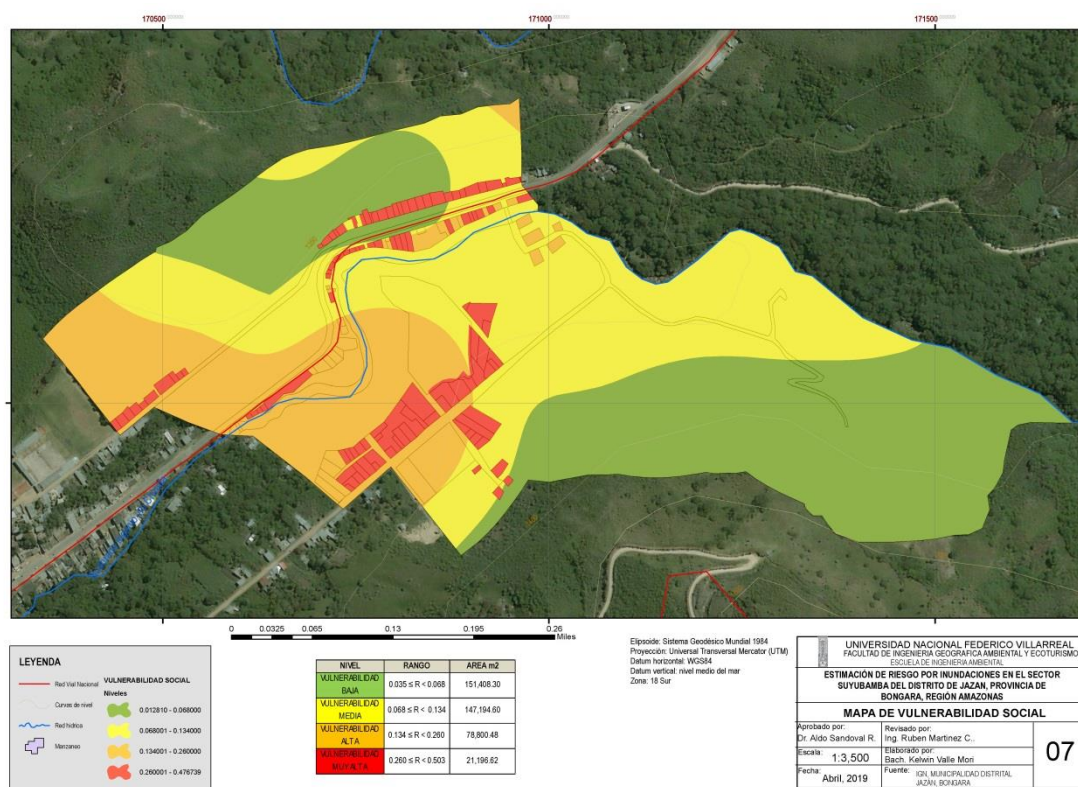 170500
171000
171500
0 0.0325 0.065 0.13 0.195 0.26
Miles
LEYENDA
Red Vial Nacional
Curvas de nivel
Red hidrica
Manzanas
VULNERABILIDAD SOCIAL
Niveles
0.012810 - 0.068000
0.068001 - 0.134000
0.134001 - 0.260000
0.260001 - 0.476739
NIVEL RANGO AREA m2
VULNERABILIDAD BAJA 0.035 ≤ R < 0.068 151,408.30
VULNERABILIDAD MEDIA 0.068 ≤ R < 0.134 147,194.60
VULNERABILIDAD ALTA 0.134 ≤ R < 0.260 78,800.48
VULNERABILIDAD MUY ALTA 0.260 ≤ R < 0.503 21,196.62
Elipsoide: Sistema Geodésico Mundial 1984
Proyección: Universal Transversal Mercator (UTM)
Datum horizontal: WGS84
Datum vertical: nivel medio del mar
Zona: 18 Sur
UNIVERSIDAD NACIONAL FEDERICO VILLARREAL
FACULTAD DE INGENIERIA GEOGRAFICA AMBIENTAL Y ECOTURISMO
ESCUELA DE INGENIERIA AMBIENTAL
ESTIMACIÓN DE RIESGO POR INUNDACIONES EN EL SECTOR
SUYUBAMBA DEL DISTRITO DE JAZAN, PROVINCIA DE
BONGARA, REGIÓN AMAZONAS
MAPA DE VULNERABILIDAD SOCIAL
Aprobado por:
Dr. Aldo Sandoval R.
Revisado por:
Ing. Ruben Martinez C..
Escala:
1:3,500
Elaborado por:
Bach. Kelwin Valle Mori
Fecha:
Abril, 2019
Fuente: IGN, MUNICIPALIDAD DISTRITAL
JAZÁN, BONGARA
07